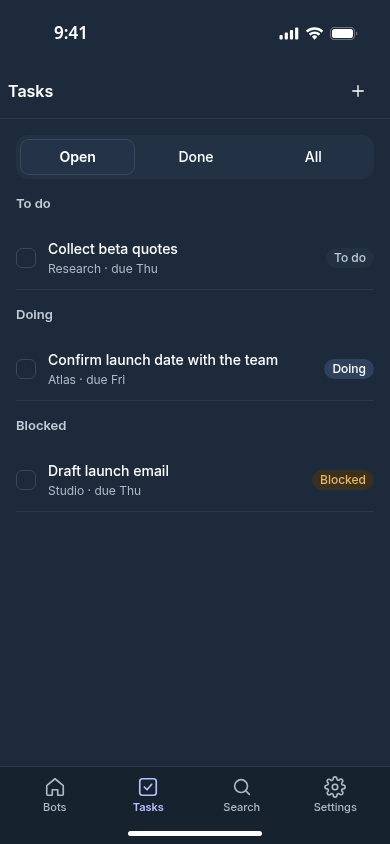 9:41
Tasks
Open
Done
All
To do
Collect beta quotes
Research · due Thu
To do
Doing
Confirm launch date with the team
Atlas · due Fri
Doing
Blocked
Draft launch email
Studio · due Thu
Blocked
Bots
Tasks
Search
Settings